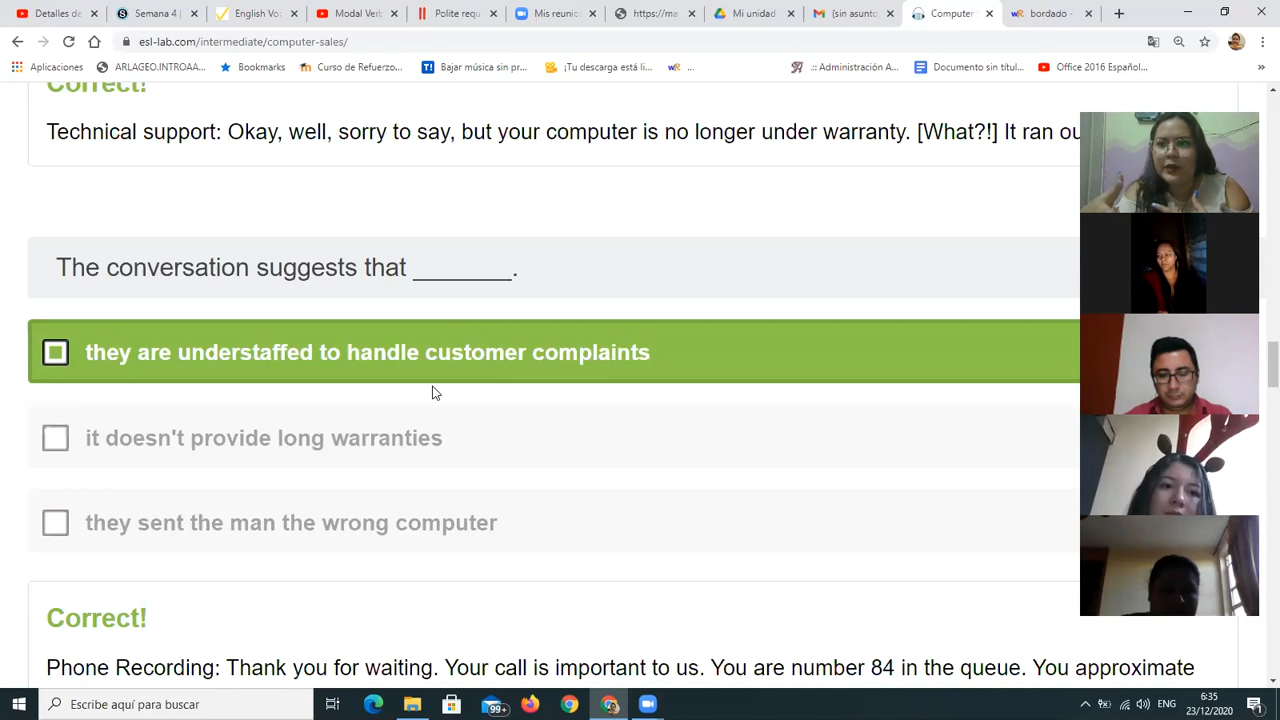 Detalles de
Semana 4
English Vo
Modal Verb
Polite requ
Mis reunio
https://ma
Mi unidad
(sin asunto
Computer
bordado -
esl-lab.com/intermediate/computer-sales/
Aplicaciones
ARLAGEO.INTROAA...
Bookmarks
Curso de Refuerzo...
Bajar música sin pr...
¡Tu descarga está li...
...
.:: Administración A...
Documento sin títul...
Office 2016 Español...
Correct!
Technical support: Okay, well, sorry to say, but your computer is no longer under warranty. [What?!] It ran ou
The conversation suggests that ________.
they are understaffed to handle customer complaints
it doesn't provide long warranties
they sent the man the wrong computer
Correct!
Phone Recording: Thank you for waiting. Your call is important to us. You are number 84 in the queue. You approximate
Escribe aquí para buscar
99+
ENG
6:35
23/12/2020